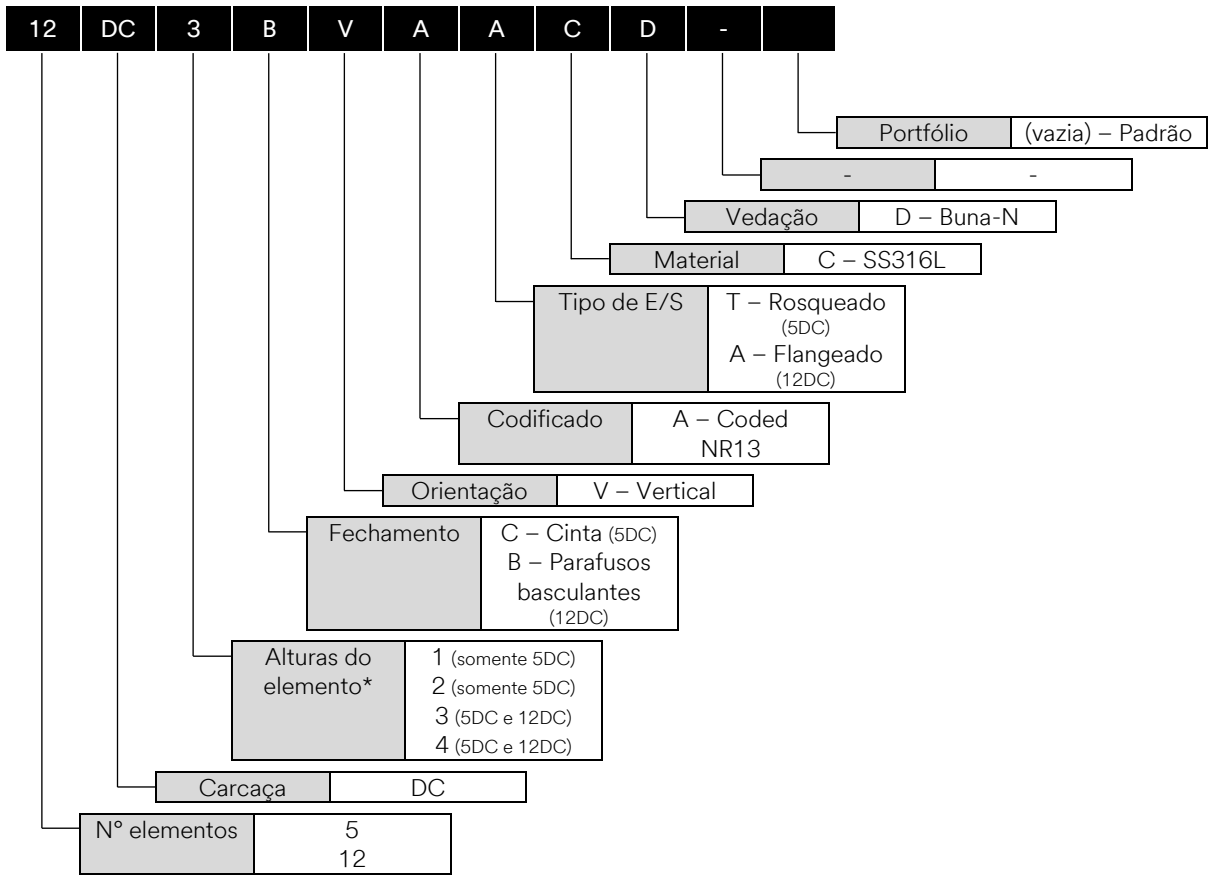 12 DC 3 B V A A C D -
Portfólio (vazia) – Padrão
- -
Vedação D – Buna-N
Material C – SS316L
Tipo de E/S T – Rosqueado
(5DC)
A – Flangeado
(12DC)
Codificado A – Coded
NR13
Orientação V – Vertical
Fechamento C – Cinta (5DC)
B – Parafusos
basculantes
(12DC)
Alturas do 1 (somente 5DC)
elemento* 2 (somente 5DC)
3 (5DC e 12DC)
4 (5DC e 12DC)
Carcaça DC
Nº elementos 5
12